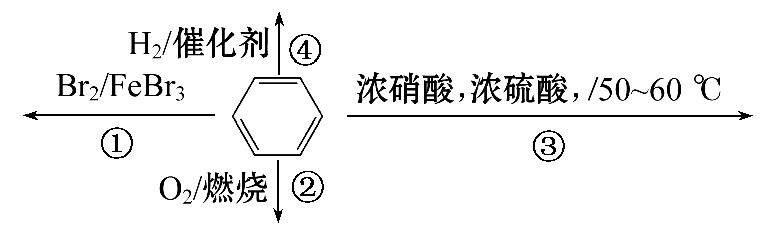 H₂/催化剂 ④
Br₂/FeBr₃
①
浓硝酸,浓硫酸,/50~60 ℃
③
O₂/燃烧 ②